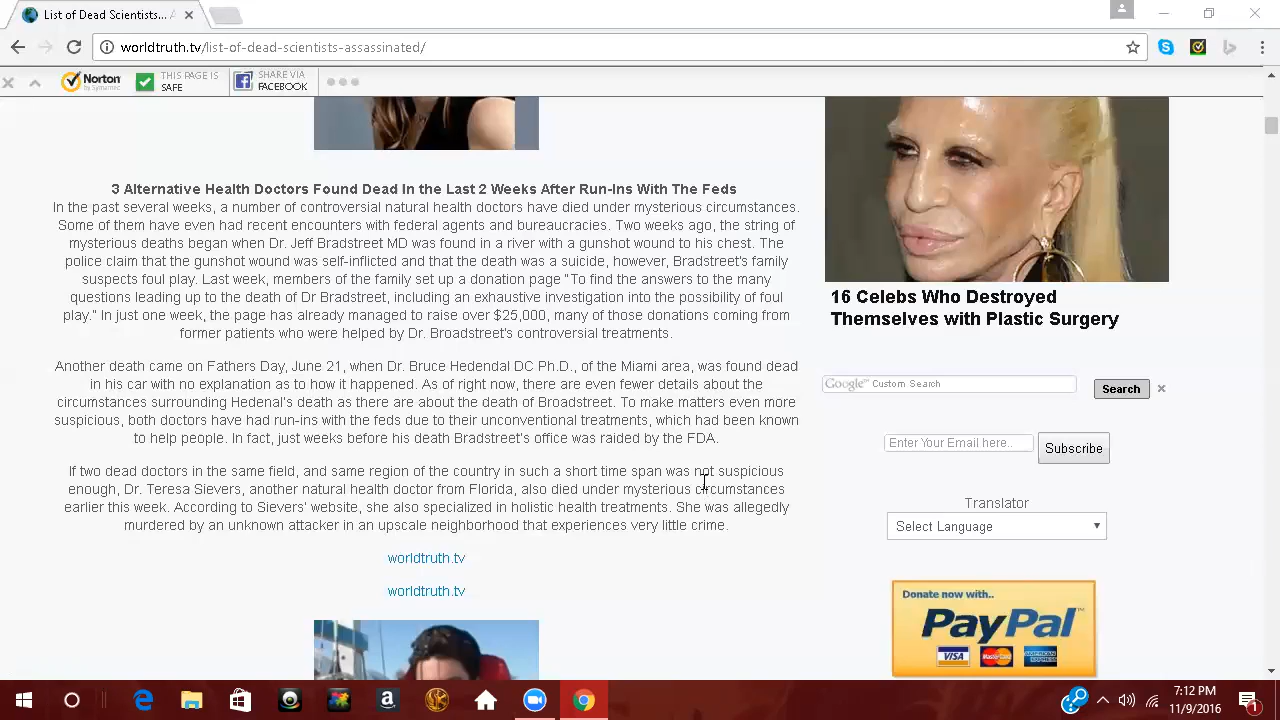 List of Dead Scientists...
worldtruth.tv/list-of-dead-scientists-assassinated/
Norton
by Symantec
THIS PAGE IS
SAFE
SHARE VIA
FACEBOOK
3 Alternative Health Doctors Found Dead In the Last 2 Weeks After Run-Ins With The Feds
In the past several weeks, a number of controversial natural health doctors have died under mysterious circumstances.
Some of them have even had recent encounters with federal agents and bureaucracies. Two weeks ago, the string of
mysterious deaths began when Dr. Jeff Bradstreet MD was found in a river with a gunshot wound to his chest. The
police claim that the gunshot wound was self-inflicted and that the death was a suicide, however, Bradstreet's family
suspects foul play. Last week, members of the family set up a donation page "To find the answers to the many
questions leading up to the death of Dr Bradstreet, including an exhaustive investigation into the possibility of foul
play." In just one week, the page has already managed to raise over $25,000, many of those donations coming from
former patients who were helped by Dr. Broadstreet's controversial treatments.
Another death came on Fathers Day, June 21, when Dr. Bruce Hedendal DC Ph.D., of the Miami area, was found dead
in his car with no explanation as to how it happened. As of right now, there are even fewer details about the
circumstances surrounding Hedenal's death as there are about the death of Broadstreet. To make matters even more
suspicious, both doctors have had run-ins with the feds due to their unconventional treatments, which had been known
to help people. In fact, just weeks before his death Bradstreet's office was raided by the FDA.
If two dead doctors in the same field, and same region of the country in such a short time span was not suspicious
enough, Dr. Teresa Sievers, another natural health doctor from Florida, also died under mysterious circumstances
earlier this week. According to Sievers' website, she also specialized in holistic health treatments. She was allegedly
murdered by an unknown attacker in an upscale neighborhood that experiences very little crime.
worldtruth.tv
worldtruth.tv
16 Celebs Who Destroyed
Themselves with Plastic Surgery
Google Custom Search
Search
Enter Your Email here..
Subscribe
Translator
Select Language
Donate now with..
PayPal
VISA
MasterCard
AMERICAN EXPRESS
7:12 PM
11/9/2016
1